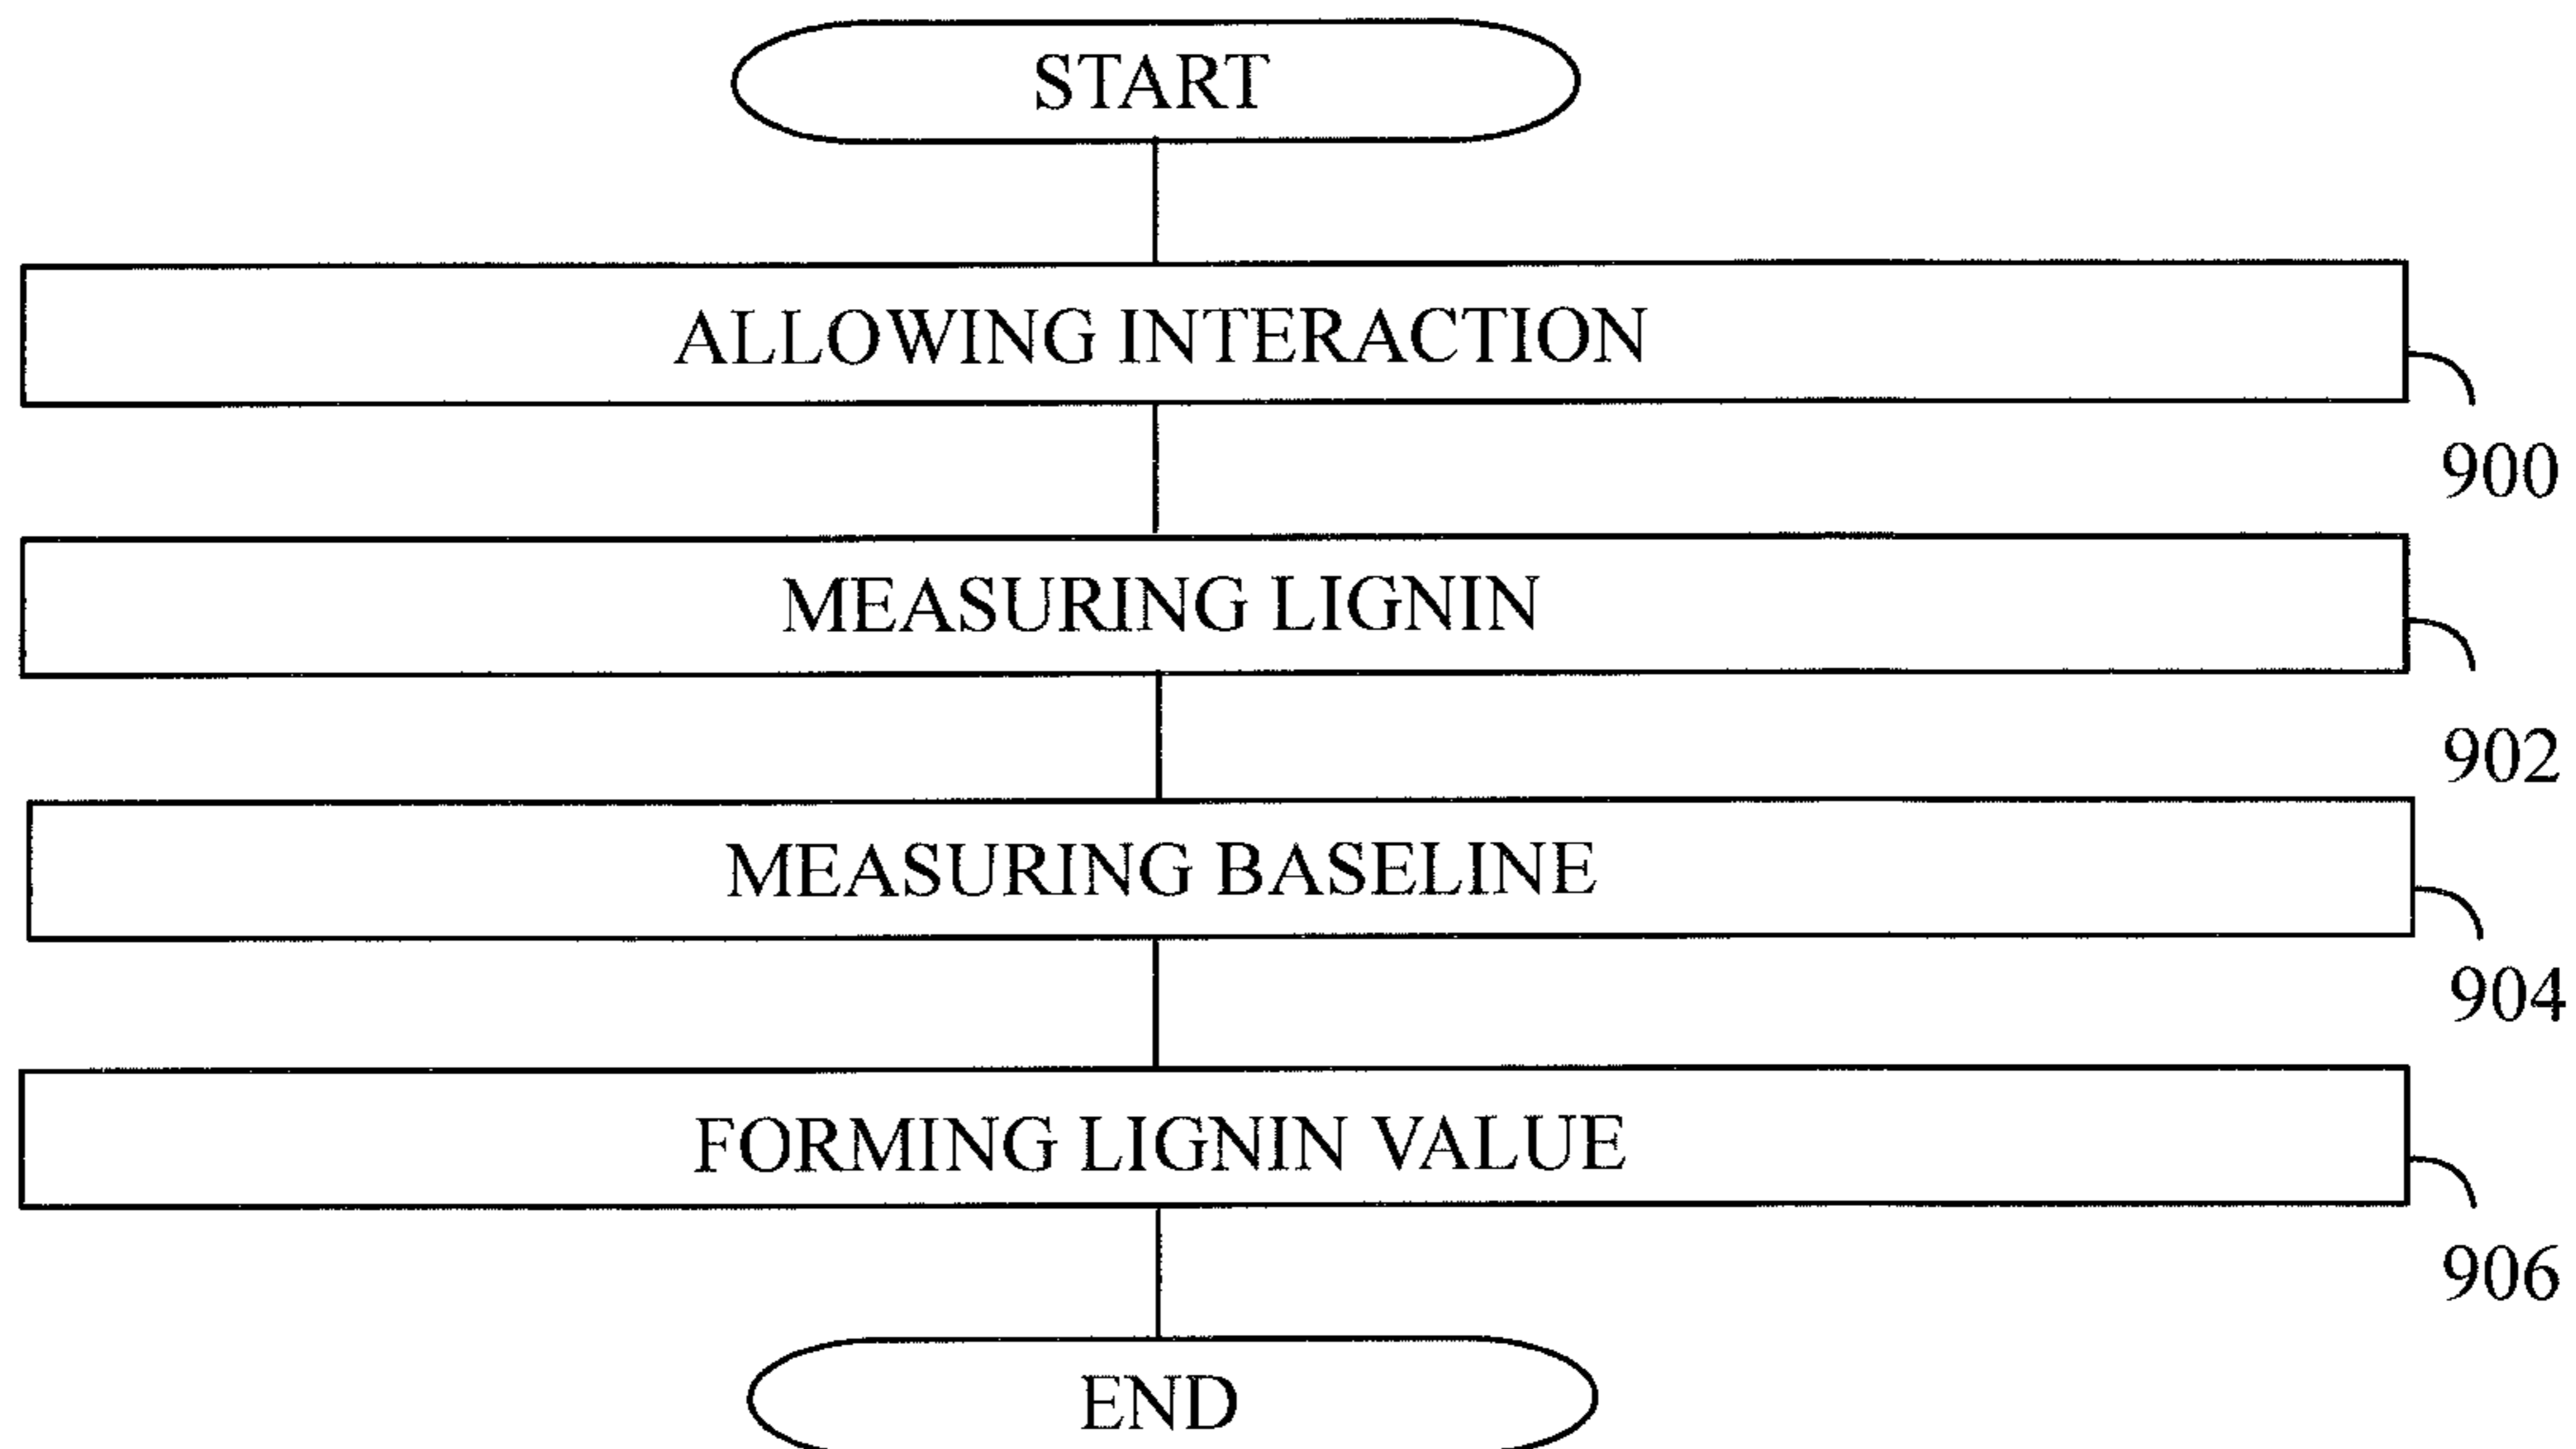 START
ALLOWING INTERACTION
900
MEASURING LIGNIN
902
MEASURING BASELINE
904
FORMING LIGNIN VALUE
906
END